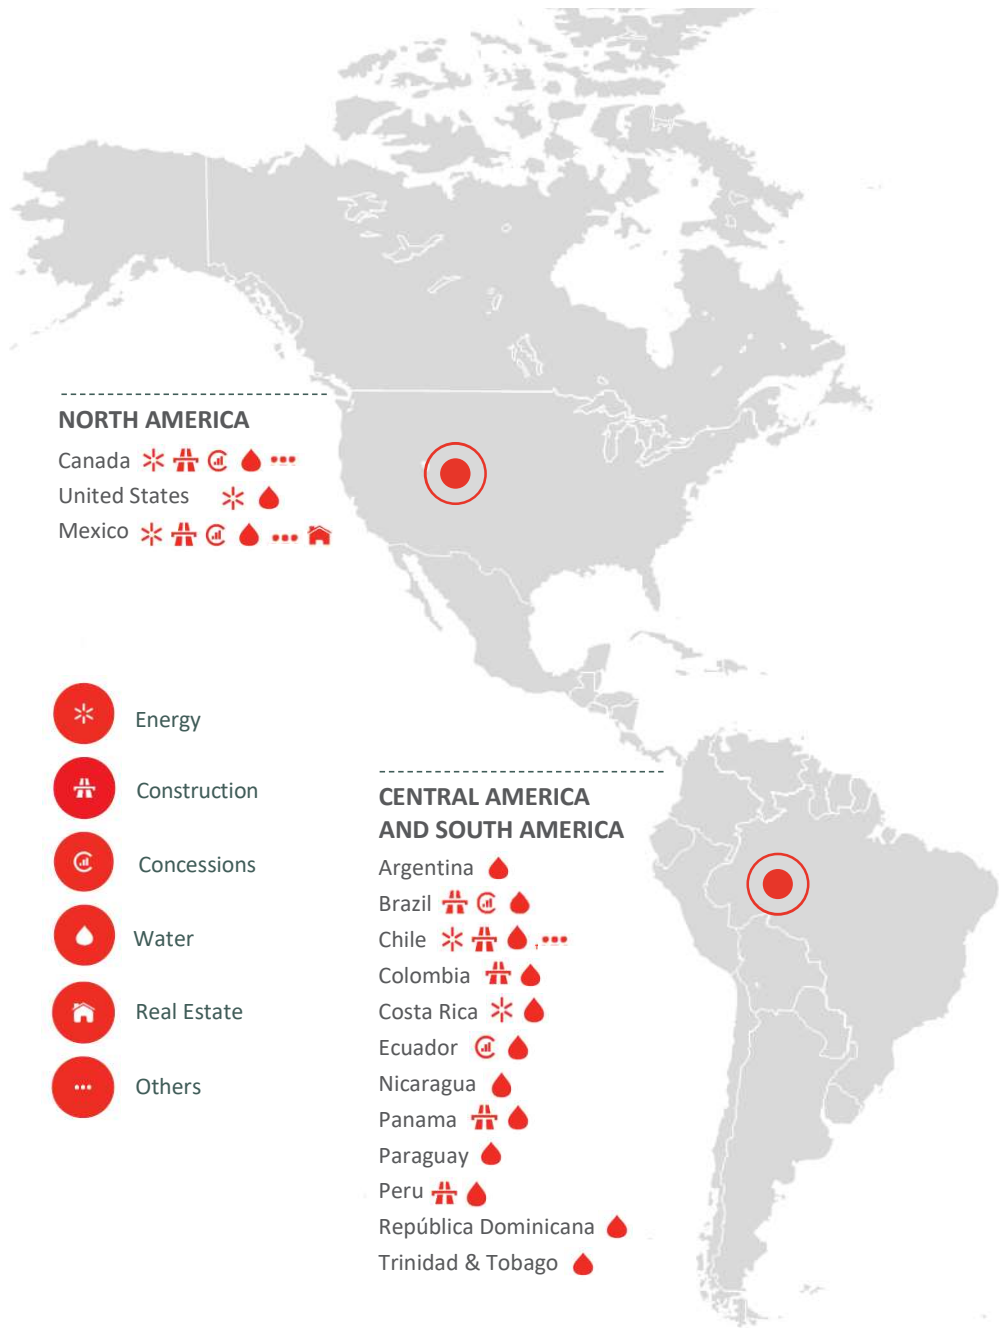 NORTH AMERICA
Canada
United States
Mexico
Energy
Construction
Concessions
Water
Real Estate
Others
CENTRAL AMERICA
AND SOUTH AMERICA
Argentina
Brazil
Chile ,
Colombia
Costa Rica
Ecuador
Nicaragua
Panama
Paraguay
Peru
República Dominicana
Trinidad & Tobago